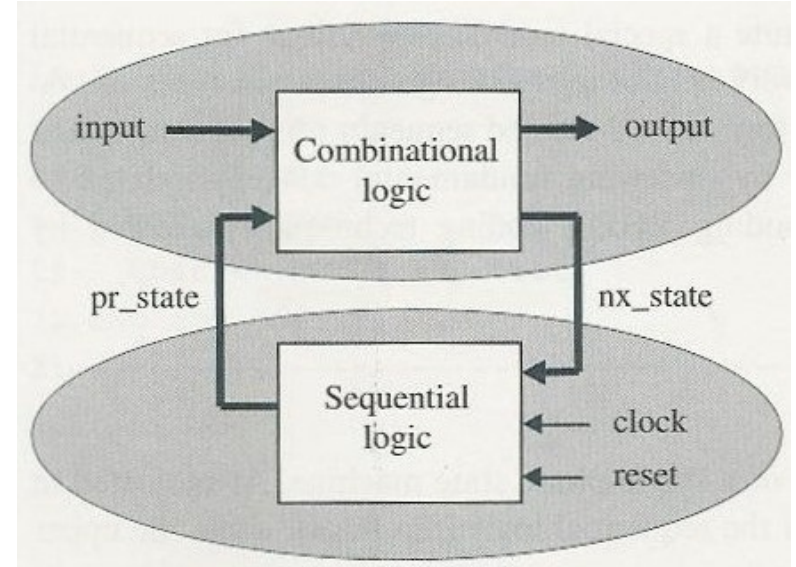 input
Combinational
logic
output
pr_state
nx_state
Sequential
logic
clock
reset